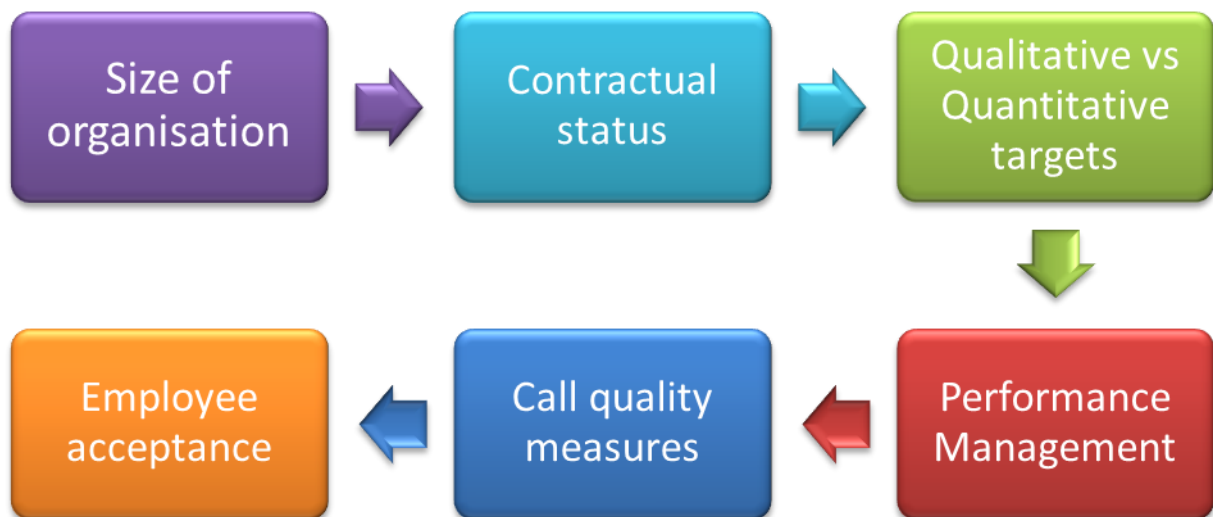 Size of
organisation
Contractual
status
Qualitative vs
Quantitative
targets
Performance
Management
Call quality
measures
Employee
acceptance